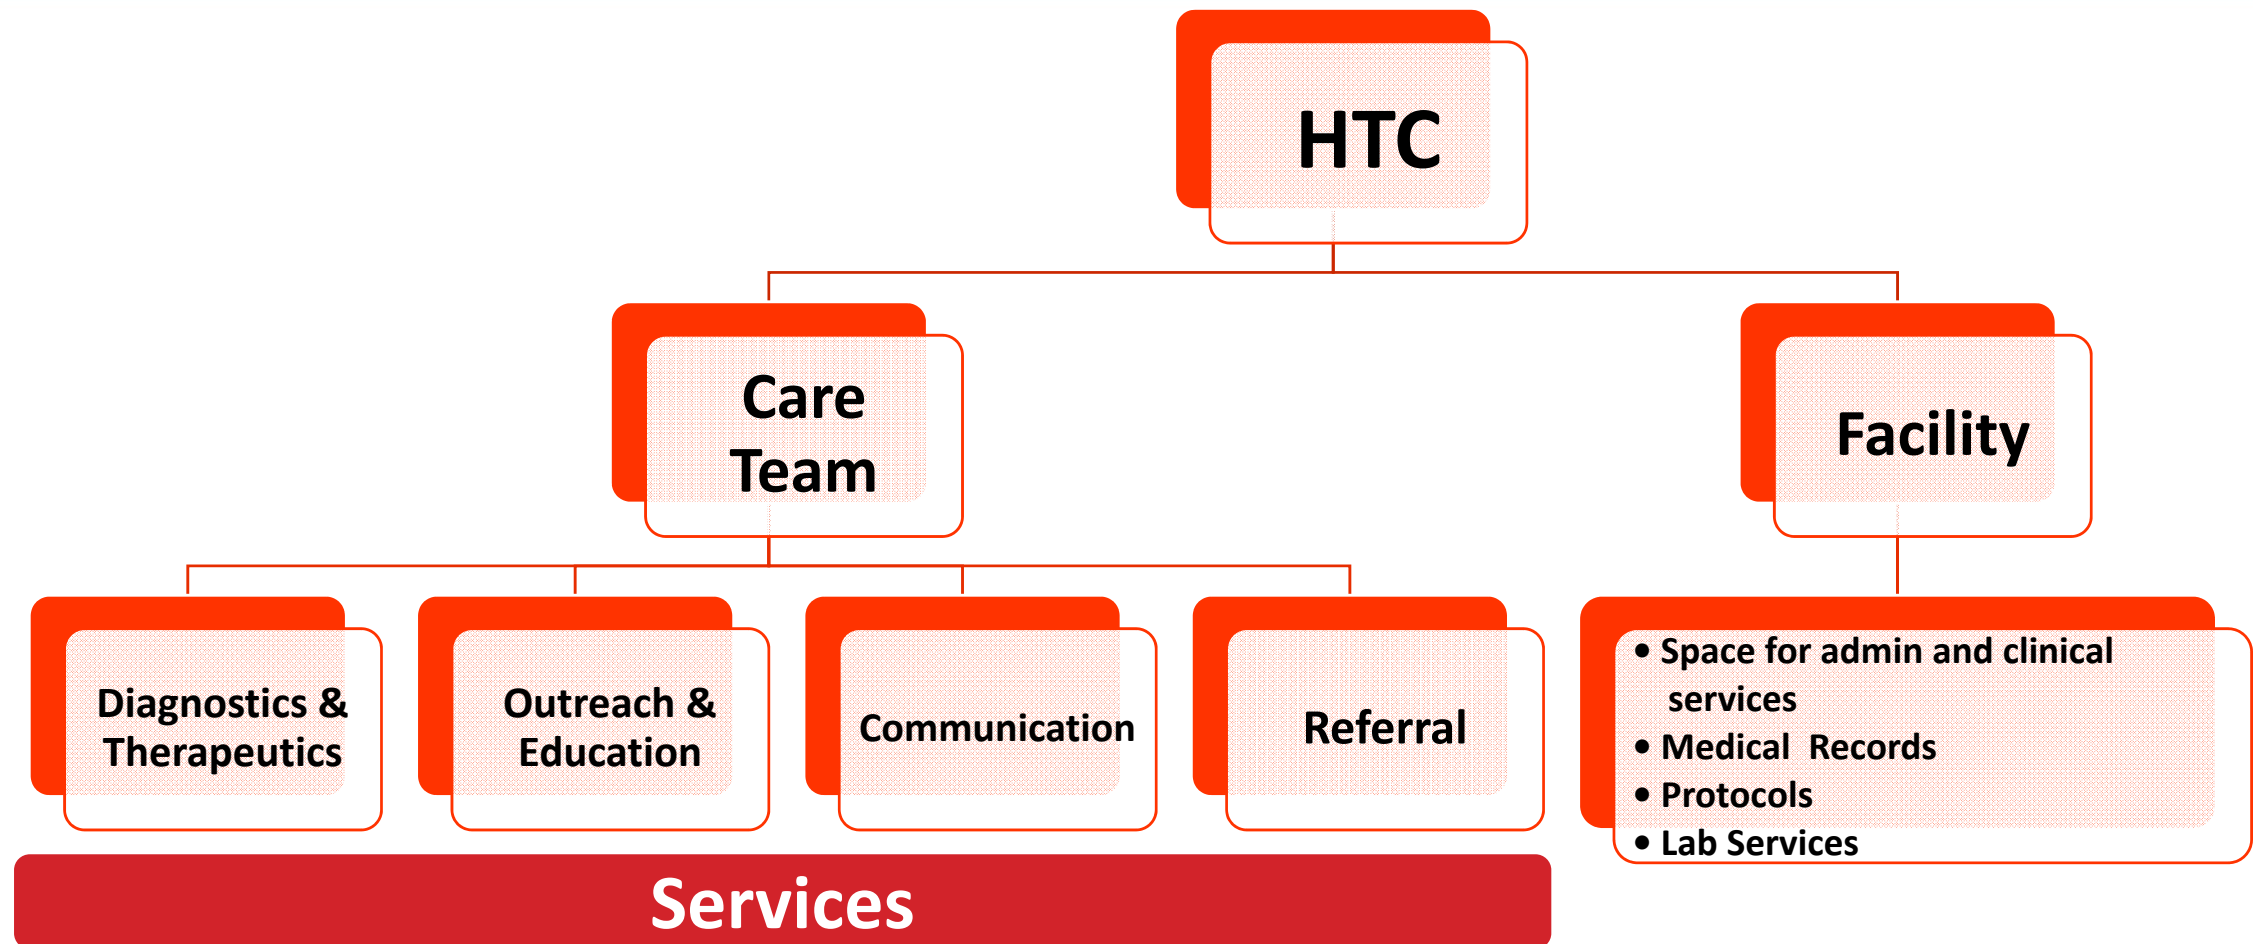 HTC
Care
Team
Facility
Diagnostics &
Therapeutics
Outreach &
Education
Communication
Referral
• Space for admin and clinical
services
• Medical  Records
• Protocols
• Lab Services
Services